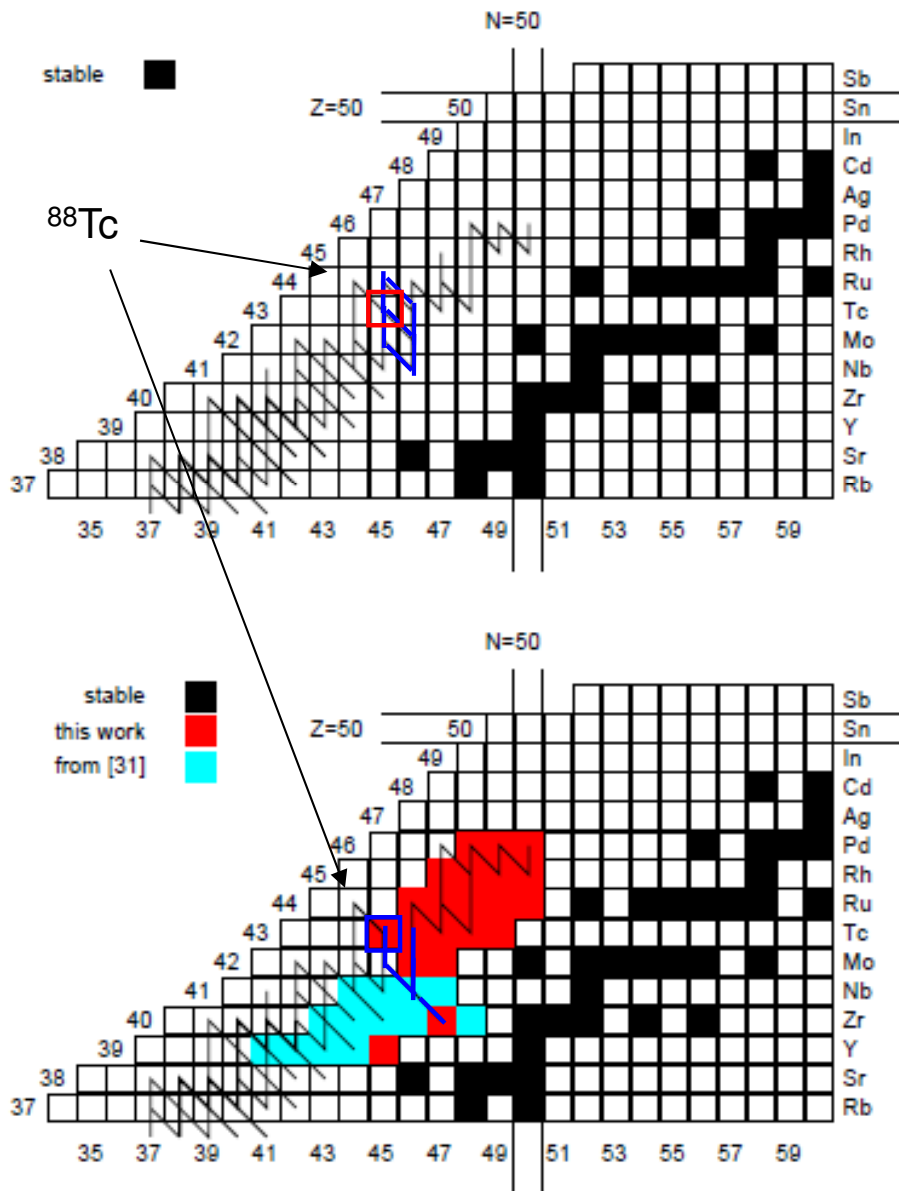 N=50
stable
Sb
Z=50 50 Sn
49 In
48 Cd
47 Ag
⁸⁸Tc
46 Pd
45 Rh
44 Ru
43 Tc
42 Mo
41 Nb
40 Zr
39 Y
38 Sr
37 Rb
35 37 39 41 43 45 47 49 51 53 55 57 59
N=50
stable
Sb
this work
Z=50 50 Sn
from [31]
49 In
48 Cd
47 Ag
46 Pd
45 Rh
44 Ru
43 Tc
42 Mo
41 Nb
40 Zr
39 Y
38 Sr
37 Rb
35 37 39 41 43 45 47 49 51 53 55 57 59